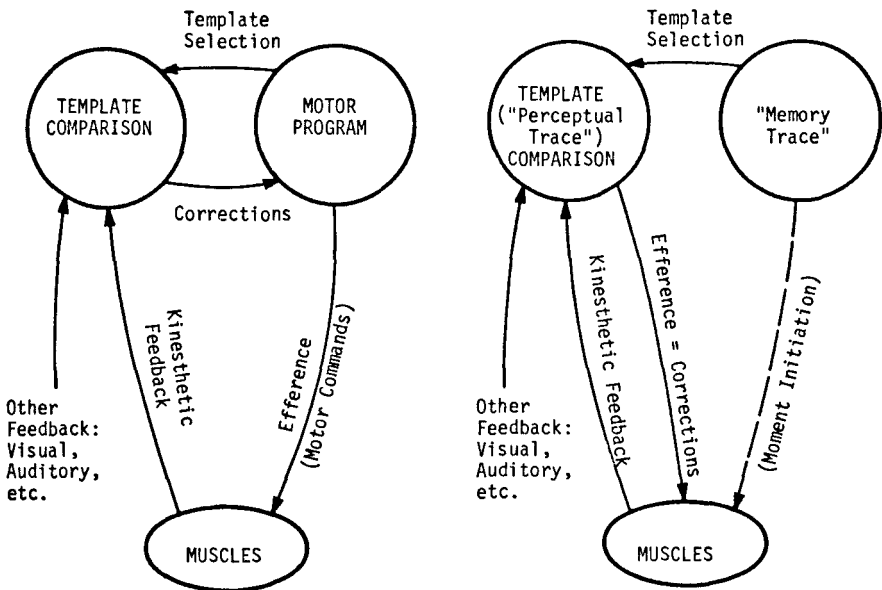 Template
Selection
TEMPLATE
COMPARISON
MOTOR
PROGRAM
Corrections
Kinesthetic
Feedback
Efference
(Motor Commands)
Other
Feedback:
Visual,
Auditory,
etc.
MUSCLES
Template
Selection
TEMPLATE
("Perceptual
Trace")
COMPARISON
"Memory
Trace"
Efference = Corrections
Kinesthetic Feedback
(Moment Initiation)
Other
Feedback:
Visual,
Auditory,
etc.
MUSCLES